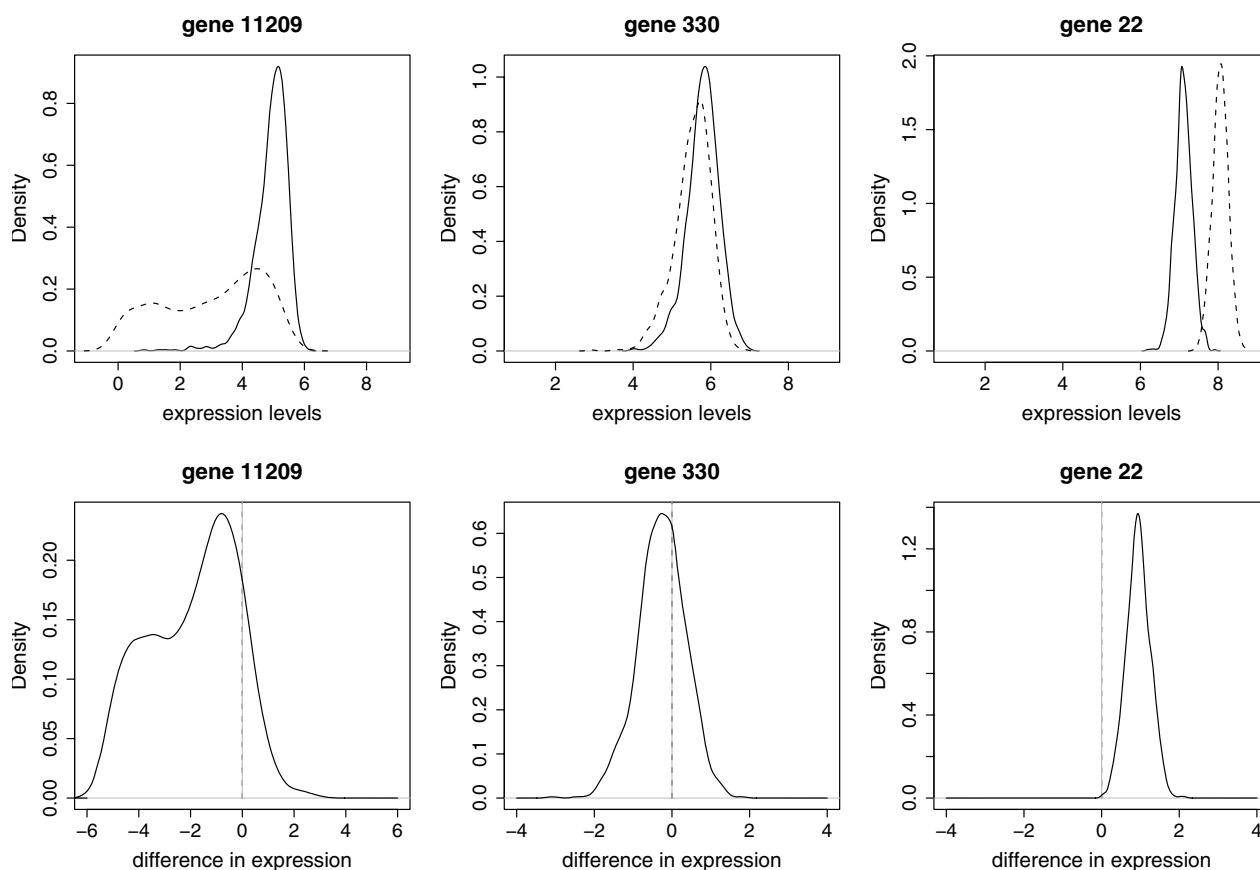 gene 11209
gene 330
gene 22
Density
0.0 0.2 0.4 0.6 0.8
0 2 4 6 8
expression levels
Density
0.0 0.2 0.4 0.6 0.8 1.0
2 4 6 8
expression levels
Density
0.0 0.5 1.0 1.5 2.0
2 4 6 8
expression levels
gene 11209
gene 330
gene 22
Density
0.00 0.05 0.10 0.15 0.20
−6 −4 −2 0 2 4 6
difference in expression
Density
0.0 0.1 0.2 0.3 0.4 0.5 0.6
−4 −2 0 2 4
difference in expression
Density
0.0 0.4 0.8 1.2
−4 −2 0 2 4
difference in expression